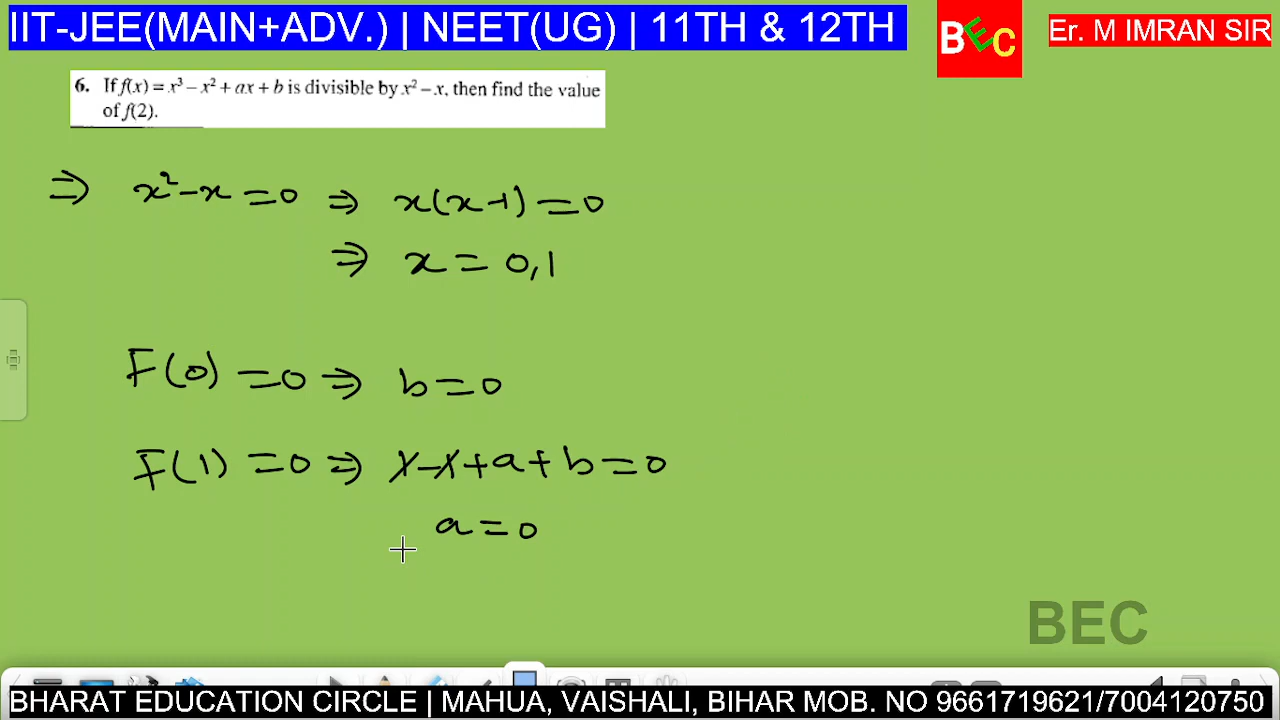 IIT-JEE(MAIN+ADV.) | NEET(UG) | 11TH & 12TH
BEC
Er. M IMRAN SIR
6. If f(x) = x³ – x² + ax + b is divisible by x² – x, then find the value
of f(2).
⇒ x² – x = 0 ⇒ x(x-1) = 0
⇒ x = 0,1
F(0) = 0 ⇒ b = 0
F(1) = 0 ⇒ 1 – 1 + a + b = 0
a = 0
BEC
BHARAT EDUCATION CIRCLE | MAHUA, VAISHALI, BIHAR MOB. NO 9661719621/7004120750